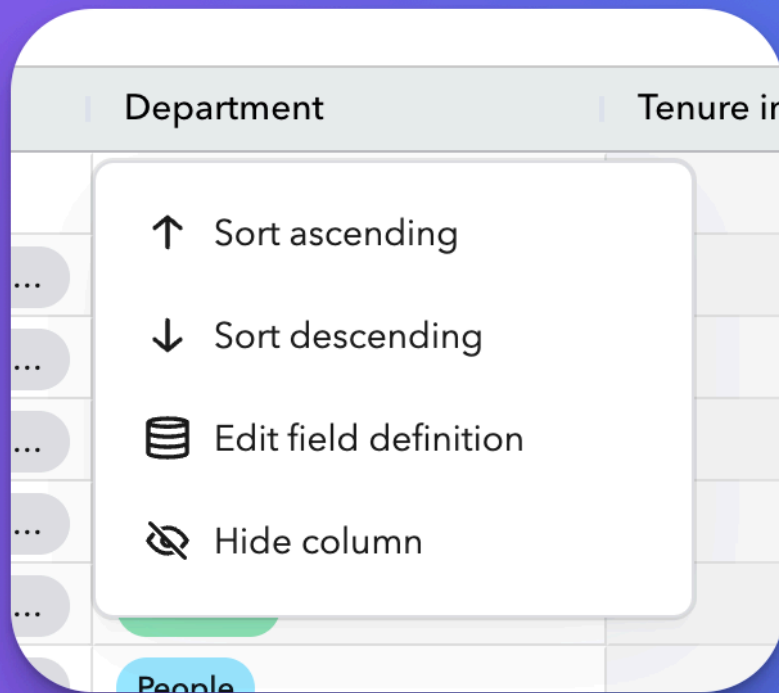 Department Tenure in
Sort ascending
...
Sort descending
...
Edit field definition
...
Hide column
...
...
People